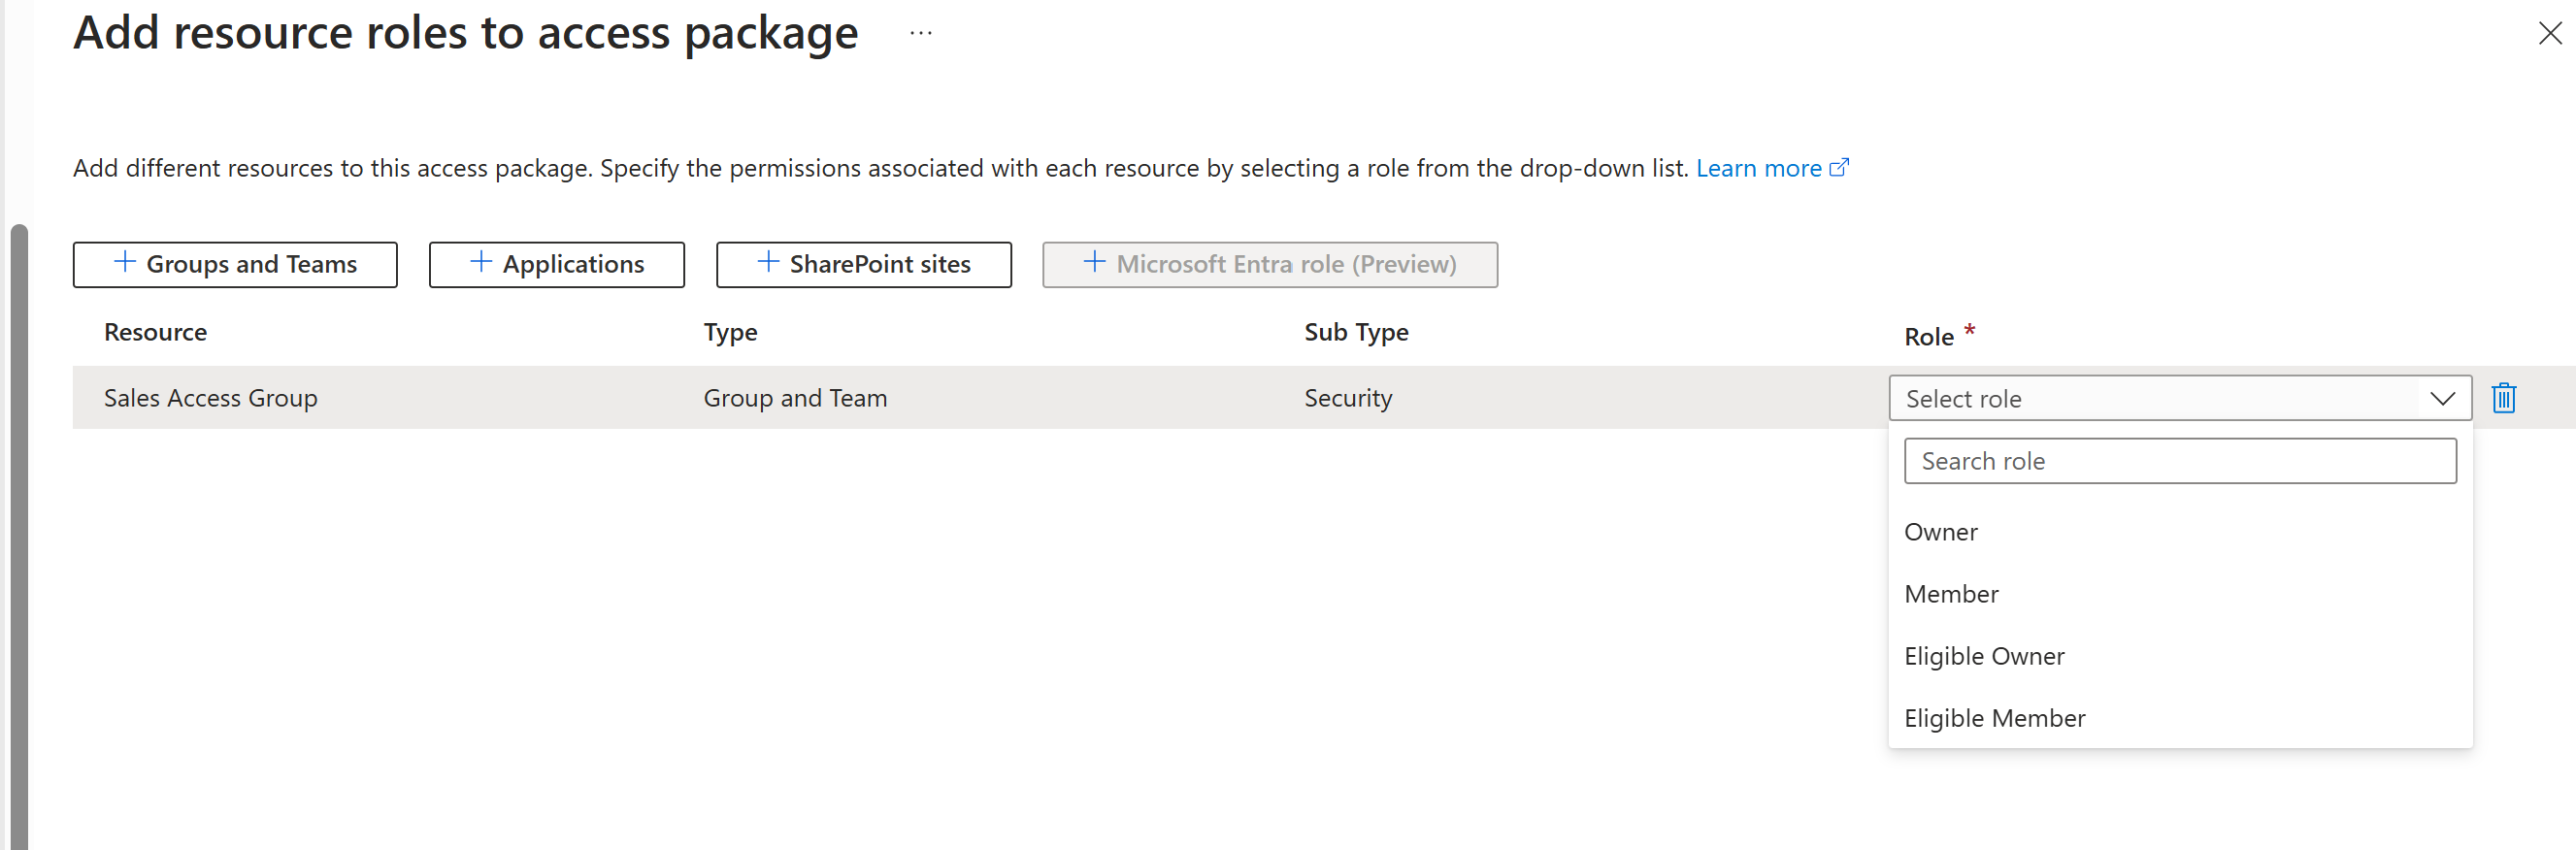 Add resource roles to access package ...
Add different resources to this access package. Specify the permissions associated with each resource by selecting a role from the drop-down list. Learn more
Groups and Teams Applications SharePoint sites Microsoft Entra role (Preview)
Resource Type Sub Type Role *
Sales Access Group Group and Team Security Select role
Search role
Owner
Member
Eligible Owner
Eligible Member